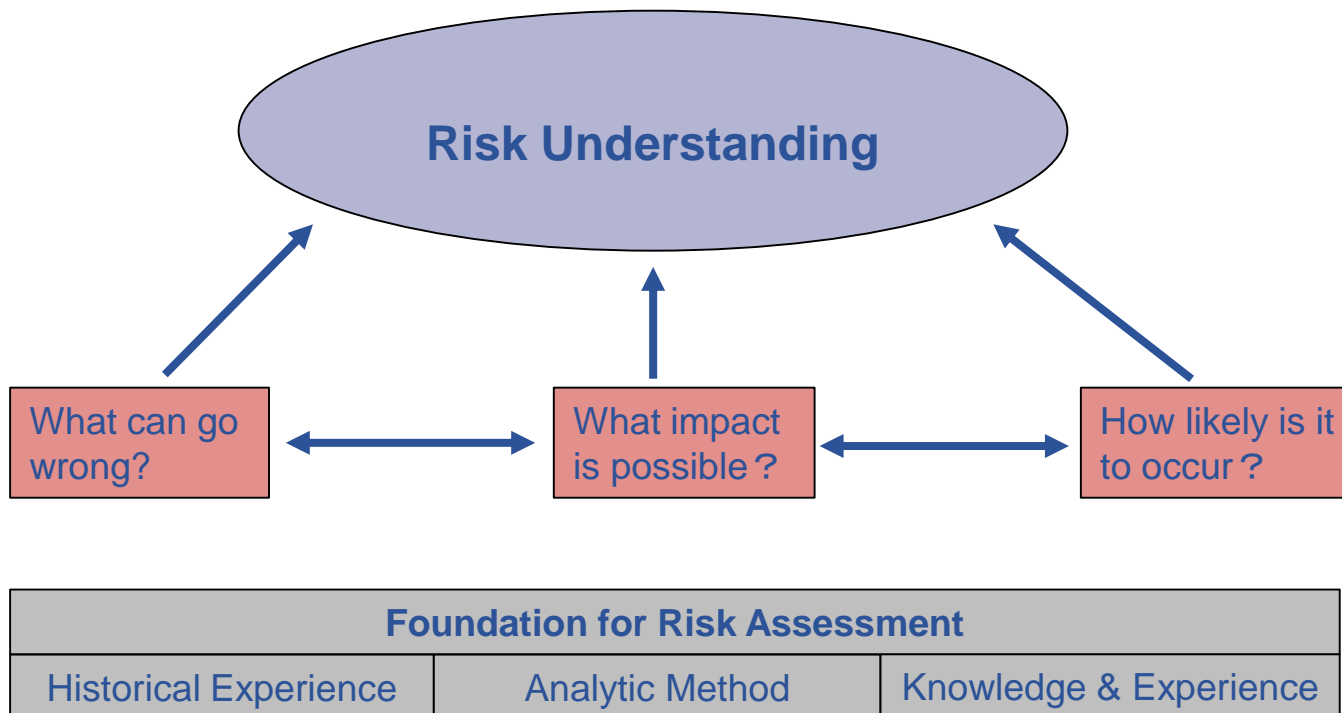 Risk Understanding
What can go
wrong?
What impact
is possible？
How likely is it
to occur？
Foundation for Risk Assessment
Historical Experience
Analytic Method
Knowledge & Experience